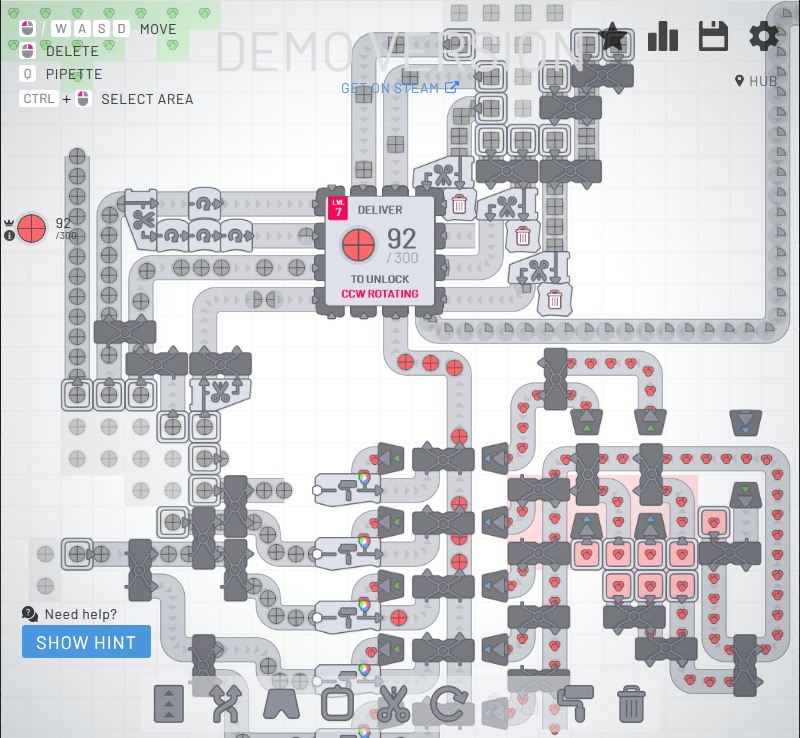 / W A S D MOVE
DELETE
Q PIPETTE
CTRL + SELECT AREA
DEMO VERSION
GET ON STEAM
HUB
92
/300
LVL
7
DELIVER
92
/ 300
TO UNLOCK
CCW ROTATING
Need help?
SHOW HINT